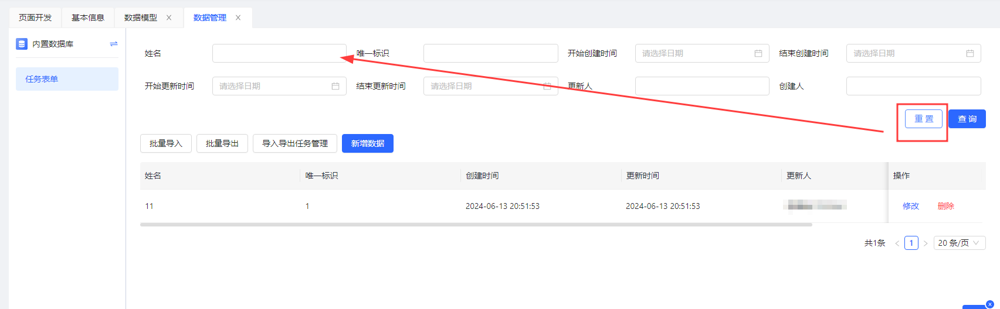 页面开发 基本信息 数据模型 数据管理
内置数据库
任务表单
姓名 唯一标识 开始创建时间 请选择日期 结束创建时间 请选择日期
开始更新时间 请选择日期 结束更新时间 请选择日期 更新人 创建人
重置 查询
批量导入 批量导出 导入导出任务管理 新增数据
姓名 唯一标识 创建时间 更新时间 更新人 操作
11 1 2024-06-13 20:51:53 2024-06-13 20:51:53 修改 删除
共1条 < 1 > 20 条/页